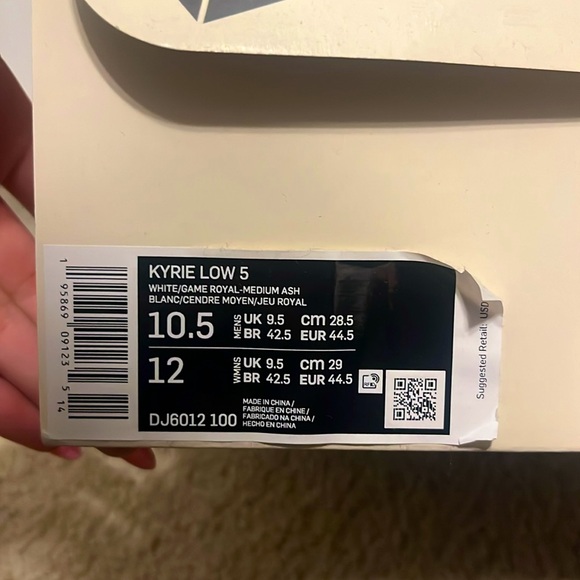 KYRIE LOW 5
WHITE/GAME ROYAL-MEDIUM ASH
BLANC/CENDRE MOYEN/JEU ROYAL
10.5 MENS UK 9.5 cm 28.5
BR 42.5 EUR 44.5
12 WMNS UK 9.5 cm 29
BR 42.5 EUR 44.5
DJ6012 100
MADE IN CHINA /
FABRIQUE EN CHINE /
FABRICADO NA CHINA /
HECHO EN CHINA
1 95869 09123 5 14
Suggested Retail: USD